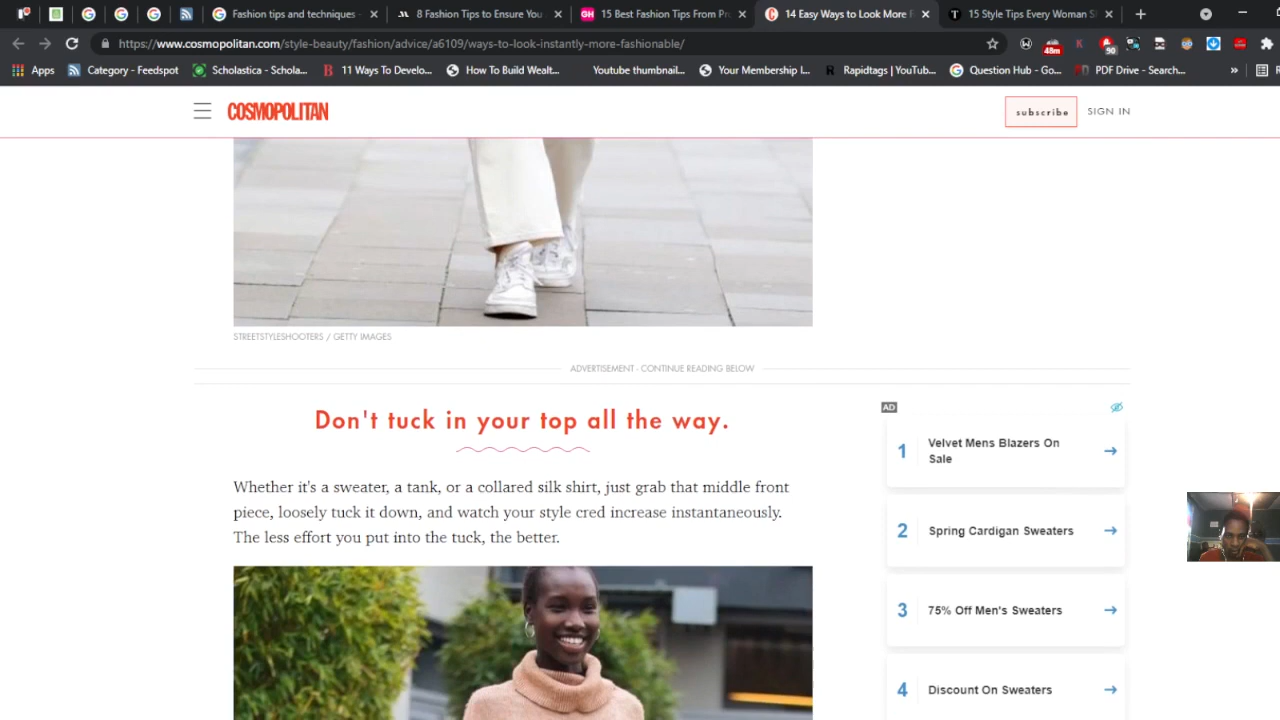 Fashion tips and techniques
8 Fashion Tips to Ensure You
GH 15 Best Fashion Tips From Pr
14 Easy Ways to Look More
15 Style Tips Every Woman S
https://www.cosmopolitan.com/style-beauty/fashion/advice/a6109/ways-to-look-instantly-more-fashionable/
48m
90
Apps
Category - Feedspot
Scholastica - Schola...
11 Ways To Develo...
How To Build Wealt...
Youtube thumbnail...
Your Membership I...
Rapidtags | YouTub...
Question Hub - Go...
PDF Drive - Search...
COSMOPOLITAN
subscribe
SIGN IN
STREETSTYLESHOOTERS / GETTY IMAGES
ADVERTISEMENT - CONTINUE READING BELOW
Don't tuck in your top all the way.
Whether it's a sweater, a tank, or a collared silk shirt, just grab that middle front
piece, loosely tuck it down, and watch your style cred increase instantaneously.
The less effort you put into the tuck, the better.
AD
1 Velvet Mens Blazers On
Sale
2 Spring Cardigan Sweaters
3 75% Off Men's Sweaters
4 Discount On Sweaters